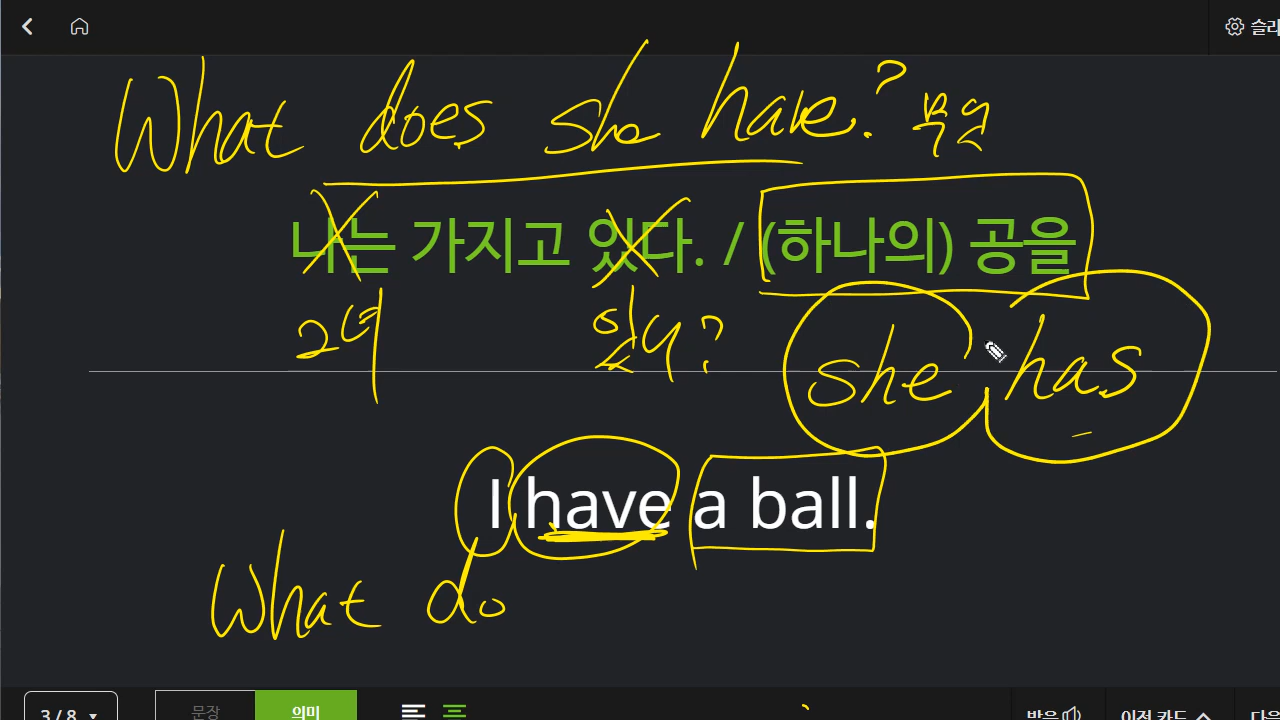 슬라
What does she have? 무엇
나는 가지고 있다. / (하나의) 공을
그녀 있니?
she has
I have a ball.
What do
3 / 8 문장 의미 발음 이전 카드 다음